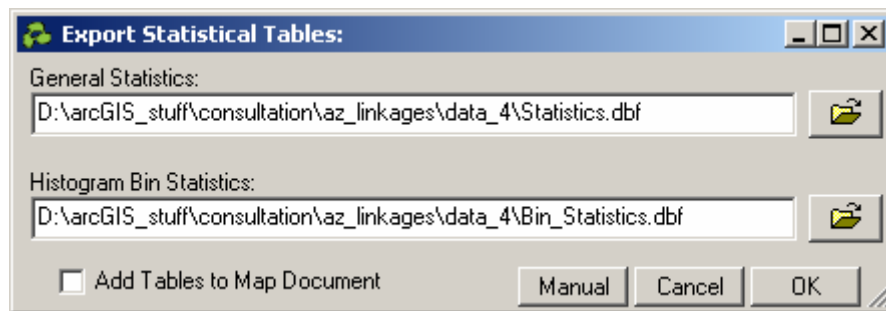 Export Statistical Tables:
General Statistics:
D:\arcGIS_stuff\consultation\az_linkages\data_4\Statistics.dbf
Histogram Bin Statistics:
D:\arcGIS_stuff\consultation\az_linkages\data_4\Bin_Statistics.dbf
Add Tables to Map Document Manual Cancel OK